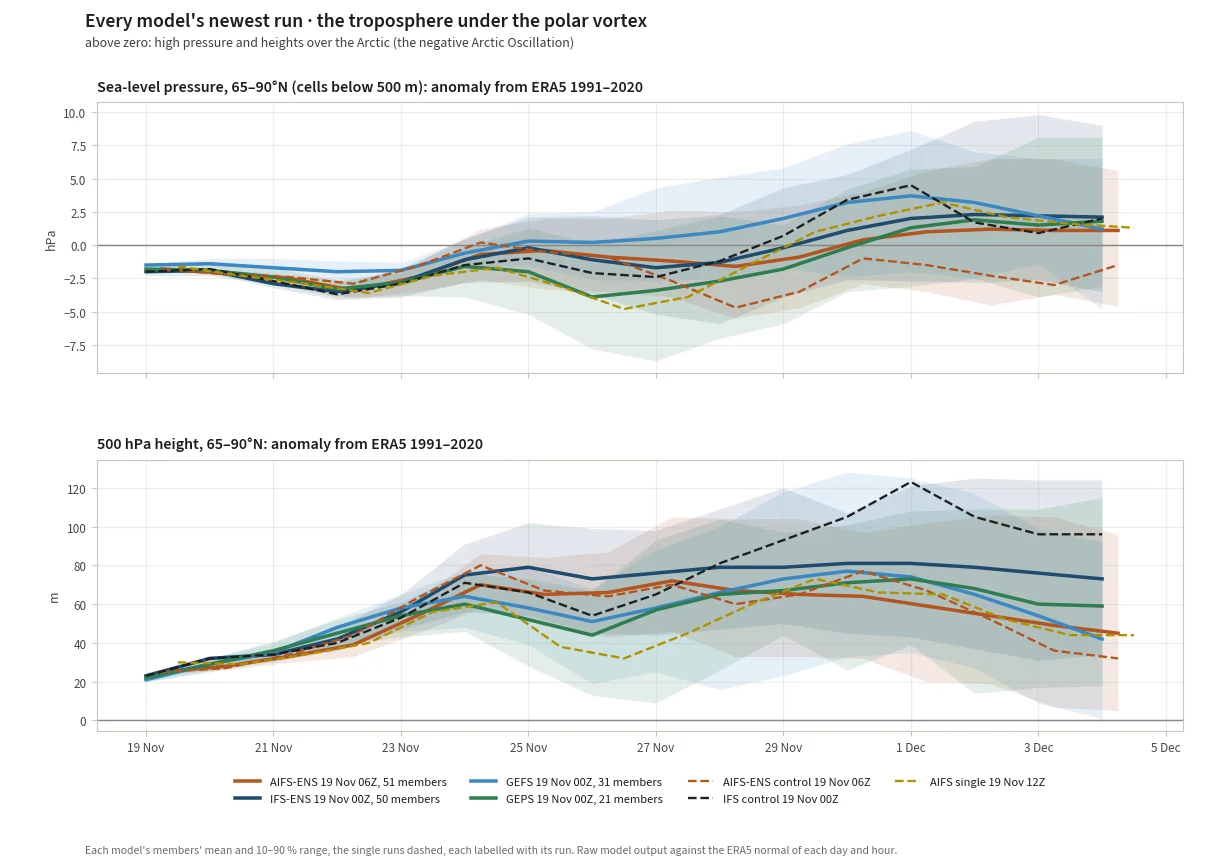 Every model's newest run · the troposphere under the polar vortex
above zero: high pressure and heights over the Arctic (the negative Arctic Oscillation)
Sea-level pressure, 65–90°N (cells below 500 m): anomaly from ERA5 1991–2020
10.0
7.5
5.0
2.5
0.0
−2.5
−5.0
−7.5
hPa
500 hPa height, 65–90°N: anomaly from ERA5 1991–2020
120
100
80
60
40
20
0
m
19 Nov 21 Nov 23 Nov 25 Nov 27 Nov 29 Nov 1 Dec 3 Dec 5 Dec
AIFS-ENS 19 Nov 06Z, 51 members GEFS 19 Nov 00Z, 31 members AIFS-ENS control 19 Nov 06Z AIFS single 19 Nov 12Z
IFS-ENS 19 Nov 00Z, 50 members GEPS 19 Nov 00Z, 21 members IFS control 19 Nov 00Z
Each model's members' mean and 10–90 % range, the single runs dashed, each labelled with its run. Raw model output against the ERA5 normal of each day and hour.